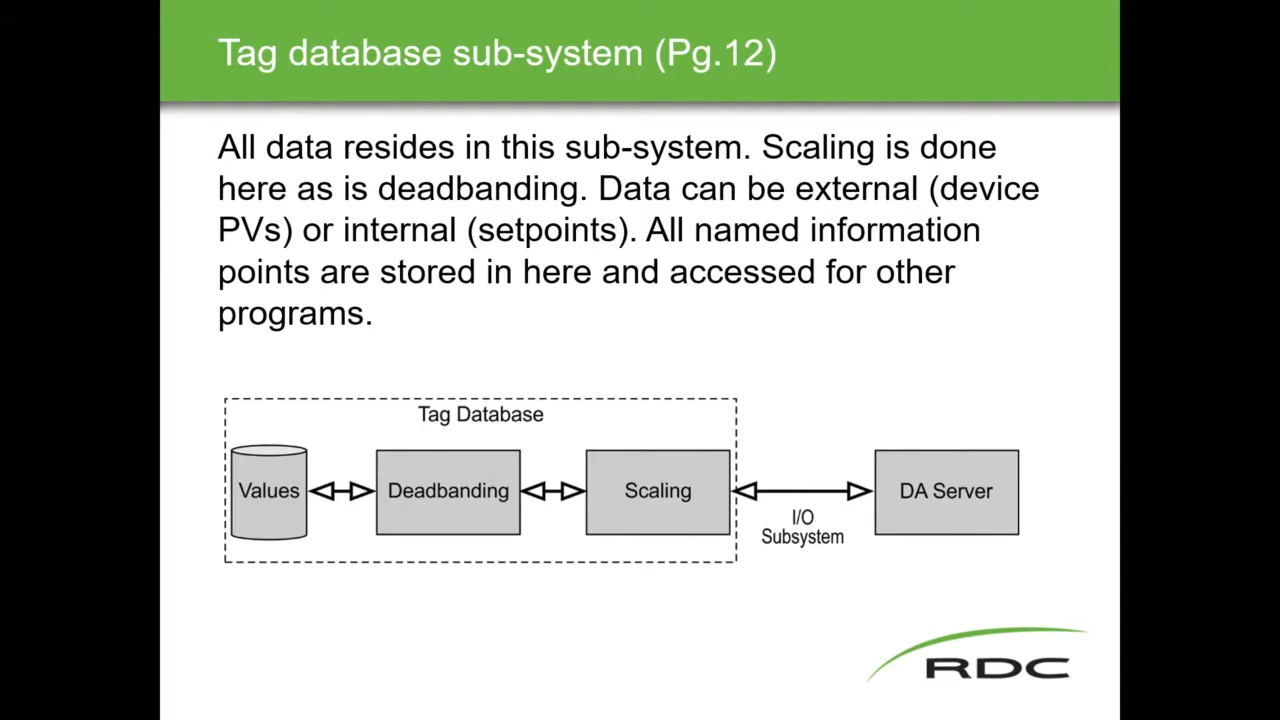 Tag database sub-system (Pg.12)
All data resides in this sub-system. Scaling is done
here as is deadbanding. Data can be external (device
PVs) or internal (setpoints). All named information
points are stored in here and accessed for other
programs.
Tag Database
Values
Deadbanding
Scaling
I/O
Subsystem
DA Server
RDC